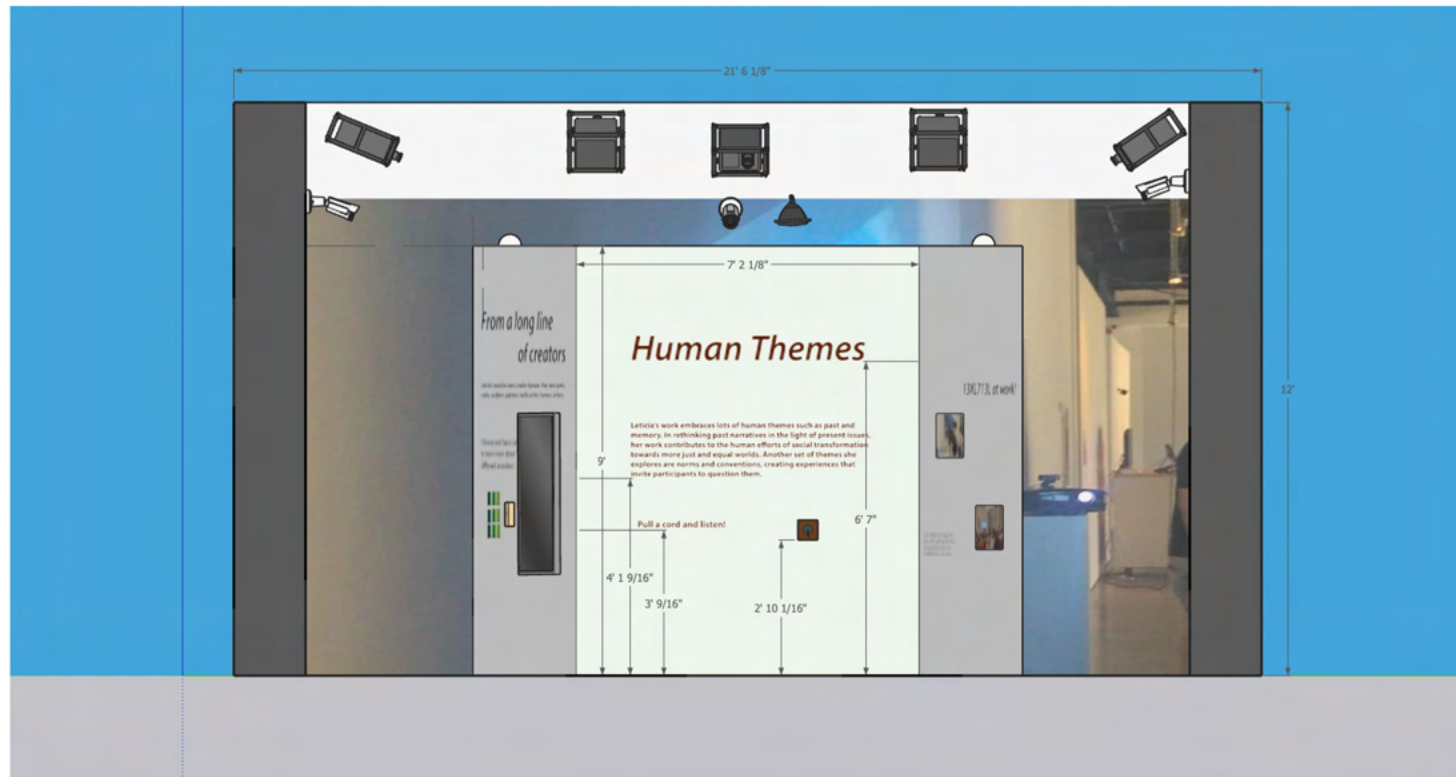 21' 6 1/8"
7' 2 1/8"
12'
From a long line
of creators
Human Themes
13XL713L at work!
Leticia's work embraces lots of human themes such as past and
memory. In rethinking past narratives in the light of present issues,
her work contributes to the human efforts of social transformation
towards more just and equal worlds. Another set of themes she
explores are norms and conventions, creating experiences that
invite participants to question them.
9'
Pull a cord and listen!
6' 7"
4' 1 9/16"
3' 9/16"
2' 10 1/16"